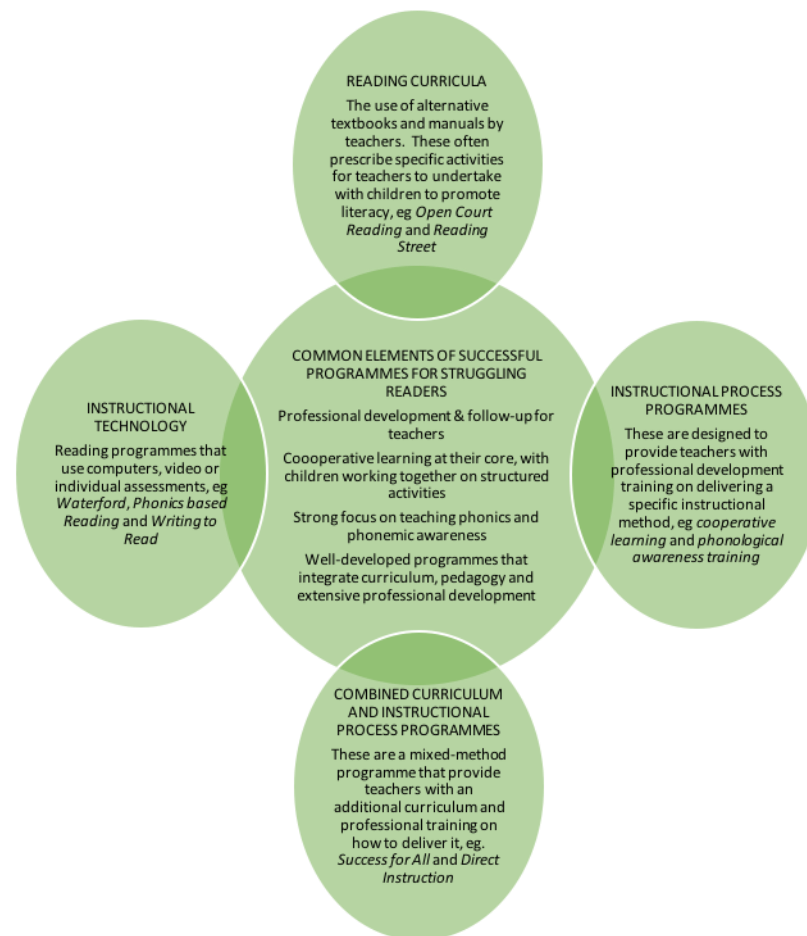 READING CURRICULA
The use of alternative
textbooks and manuals by
teachers. These often
prescribe specific activities
for teachers to undertake
with children to promote
literacy, eg Open Court
Reading and Reading
Street
COMMON ELEMENTS OF SUCCESSFUL
PROGRAMMES FOR STRUGGLING
READERS
Professional development & follow-up for
teachers
Coooperative learning at their core, with
children working together on structured
activities
Strong focus on teaching phonics and
phonemic awareness
Well-developed programmes that
integrate curriculum, pedagogy and
extensive professional development
INSTRUCTIONAL
TECHNOLOGY
Reading programmes that
use computers, video or
individual assessments, eg
Waterford, Phonics based
Reading and Writing to
Read
INSTRUCTIONAL PROCESS
PROGRAMMES
These are designed to
provide teachers with
professional development
training on delivering a
specific instructional
method, eg cooperative
learning and phonological
awareness training
COMBINED CURRICULUM
AND INSTRUCTIONAL
PROCESS PROGRAMMES
These are a mixed-method
programme that provide
teachers with an
additional curriculum and
professional training on
how to deliver it, eg.
Success for All and Direct
Instruction